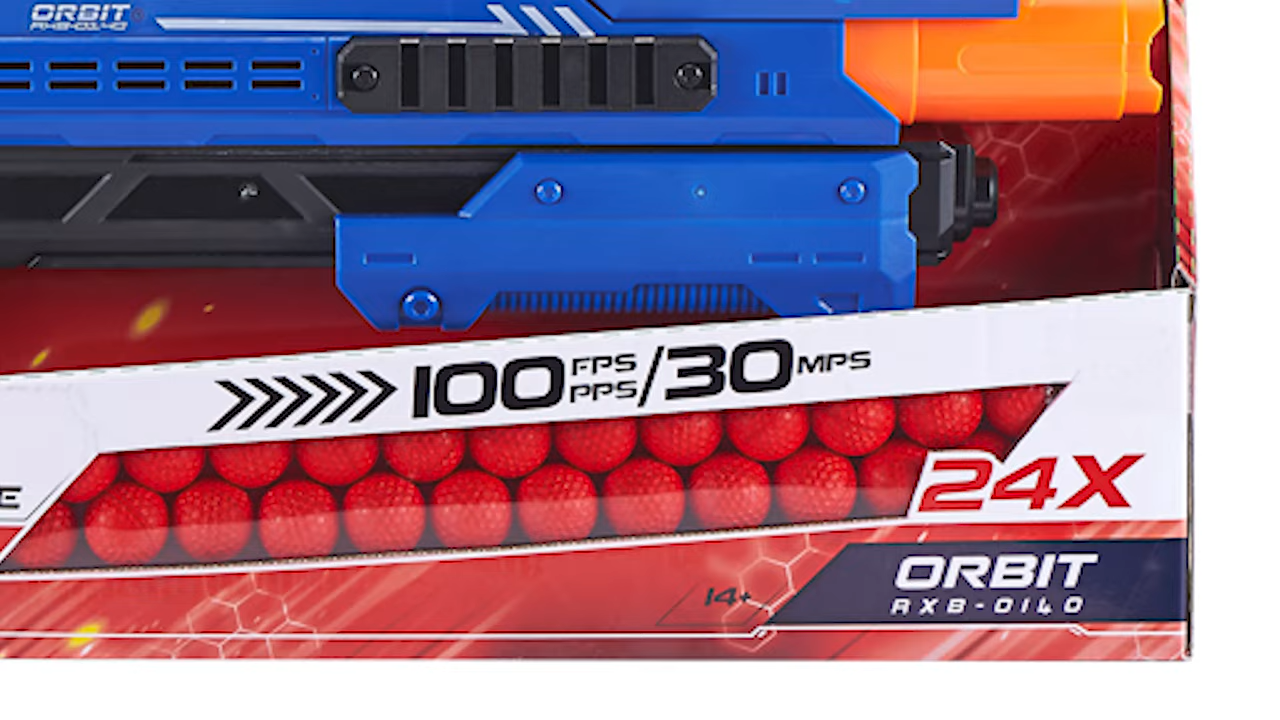 ORBIT
RXB-0140
100 FPS PPS/30 MPS
E
24X
14+
ORBIT
RXB-0140